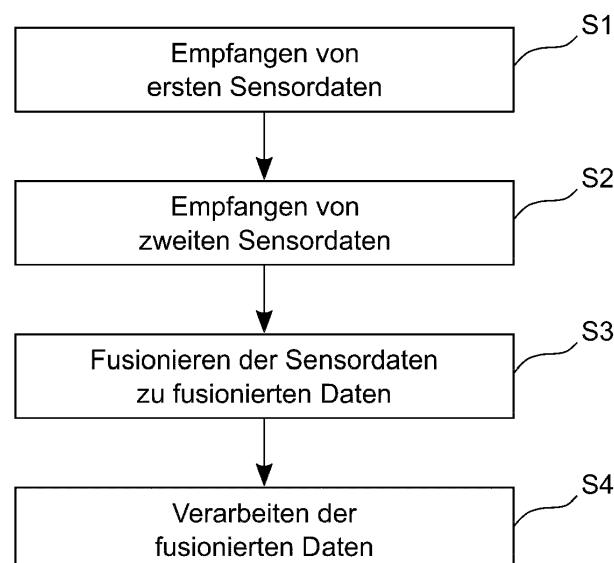 S1
Empfangen von
ersten Sensordaten
S2
Empfangen von
zweiten Sensordaten
S3
Fusionieren der Sensordaten
zu fusionierten Daten
S4
Verarbeiten der
fusionierten Daten